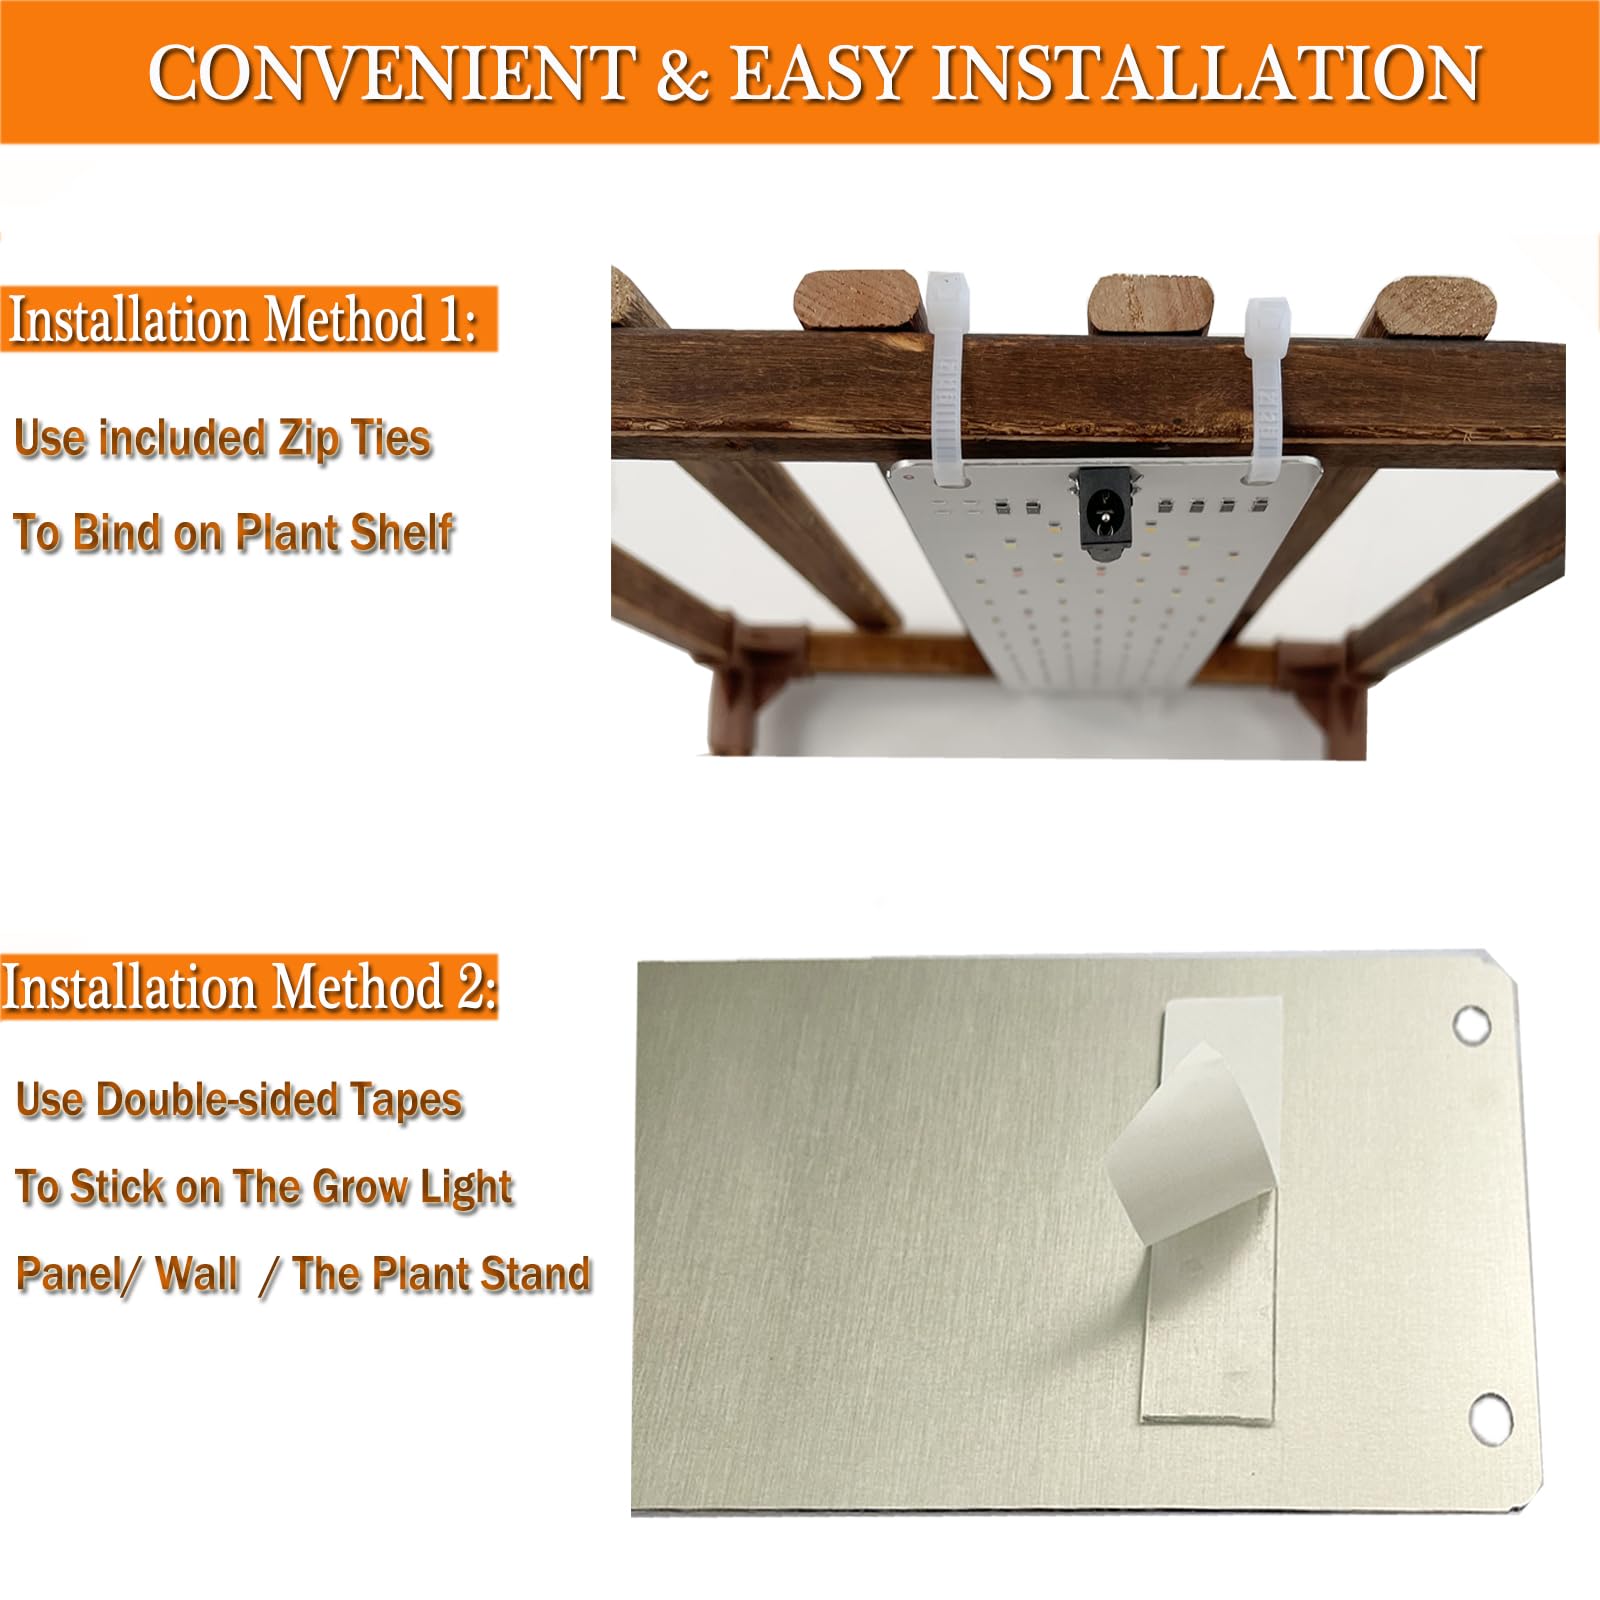 CONVENIENT & EASY INSTALLATION
Installation Method 1:
Use included Zip Ties
To Bind on Plant Shelf
Installation Method 2:
Use Double-sided Tapes
To Stick on The Grow Light
Panel/ Wall / The Plant Stand